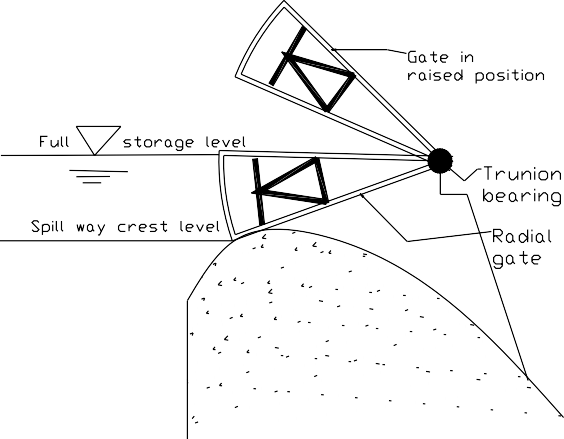 Gate in
raised position
Full storage level
Trunion
bearing
Spill way crest level
Radial
gate